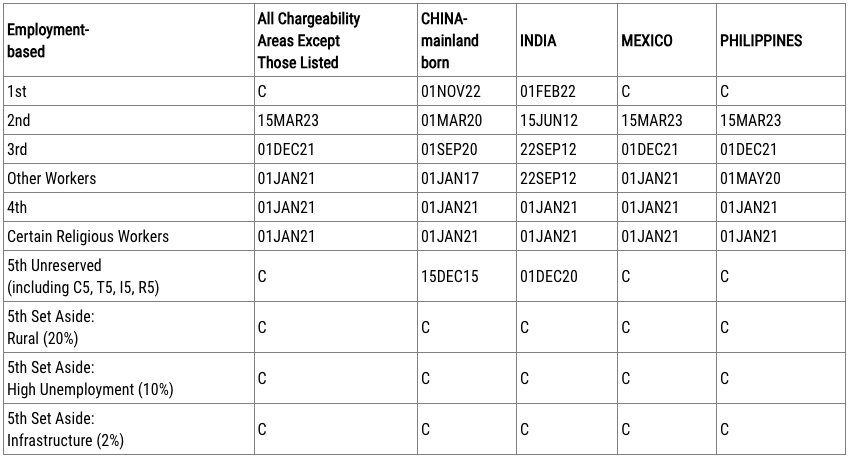 Employment-
based
All Chargeability
Areas Except
Those Listed
CHINA-
mainland
born
INDIA
MEXICO
PHILIPPINES
1st C 01NOV22 01FEB22 C C
2nd 15MAR23 01MAR20 15JUN12 15MAR23 15MAR23
3rd 01DEC21 01SEP20 22SEP12 01DEC21 01DEC21
Other Workers 01JAN21 01JAN17 22SEP12 01JAN21 01MAY20
4th 01JAN21 01JAN21 01JAN21 01JAN21 01JAN21
Certain Religious Workers 01JAN21 01JAN21 01JAN21 01JAN21 01JAN21
5th Unreserved
(including C5, T5, I5, R5)
C 15DEC15 01DEC20 C C
5th Set Aside:
Rural (20%)
C C C C C
5th Set Aside:
High Unemployment (10%)
C C C C C
5th Set Aside:
Infrastructure (2%)
C C C C C